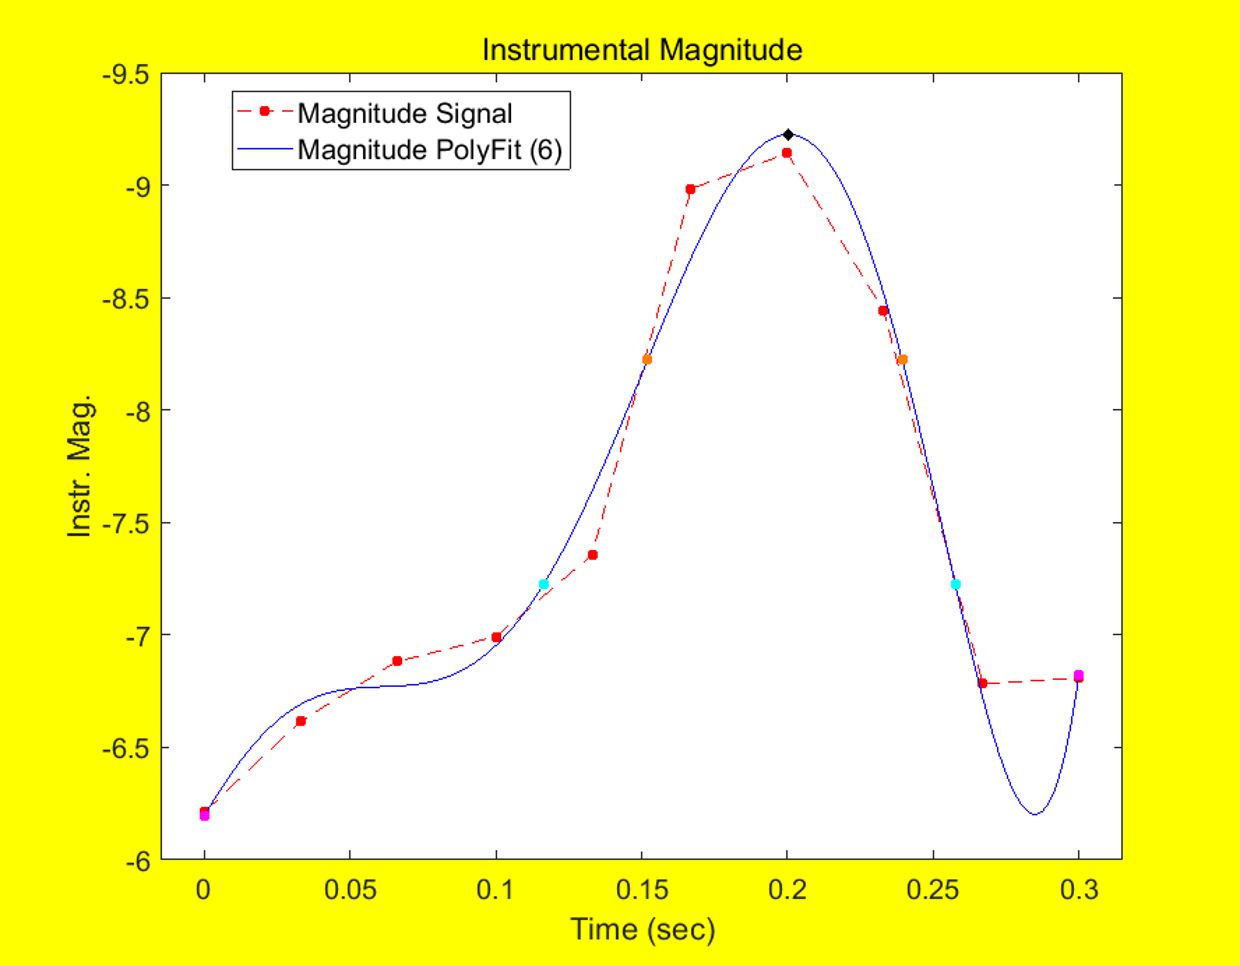 Instrumental Magnitude
-9.5
Magnitude Signal
Magnitude PolyFit (6)
-9
-8.5
-8
-7.5
-7
-6.5
-6
Instr. Mag.
0 0.05 0.1 0.15 0.2 0.25 0.3
Time (sec)